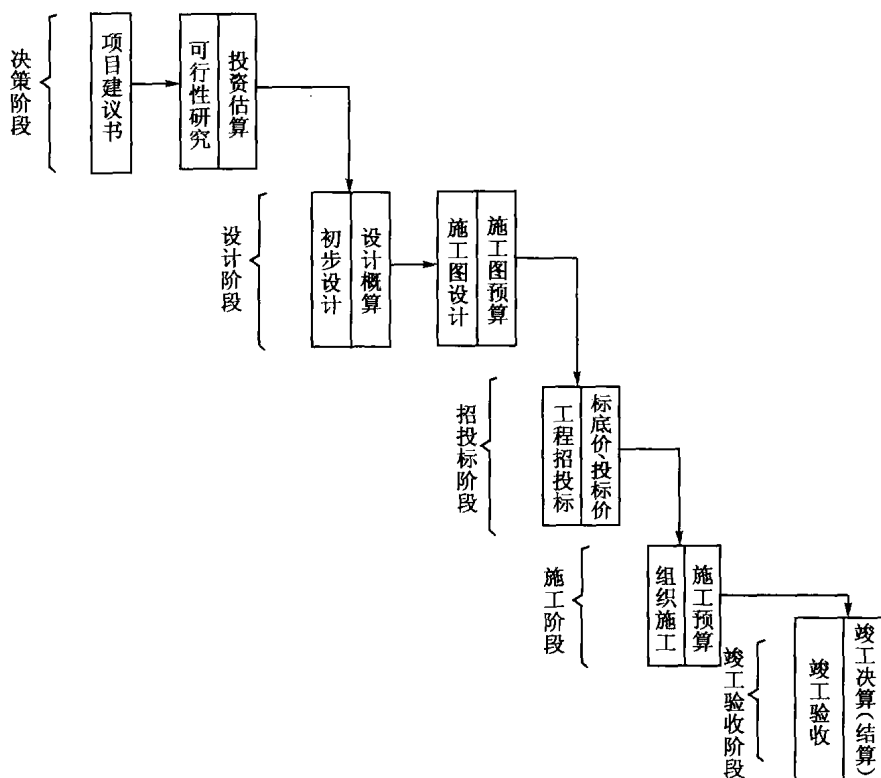 决策阶段
项目建议书
可行性研究
投资估算
设计阶段
初步设计
设计概算
施工图设计
施工图预算
招投标阶段
工程招投标
标底价、投标价
施工阶段
组织施工
施工预算
竣工验收阶段
竣工验收
竣工决算(结算)